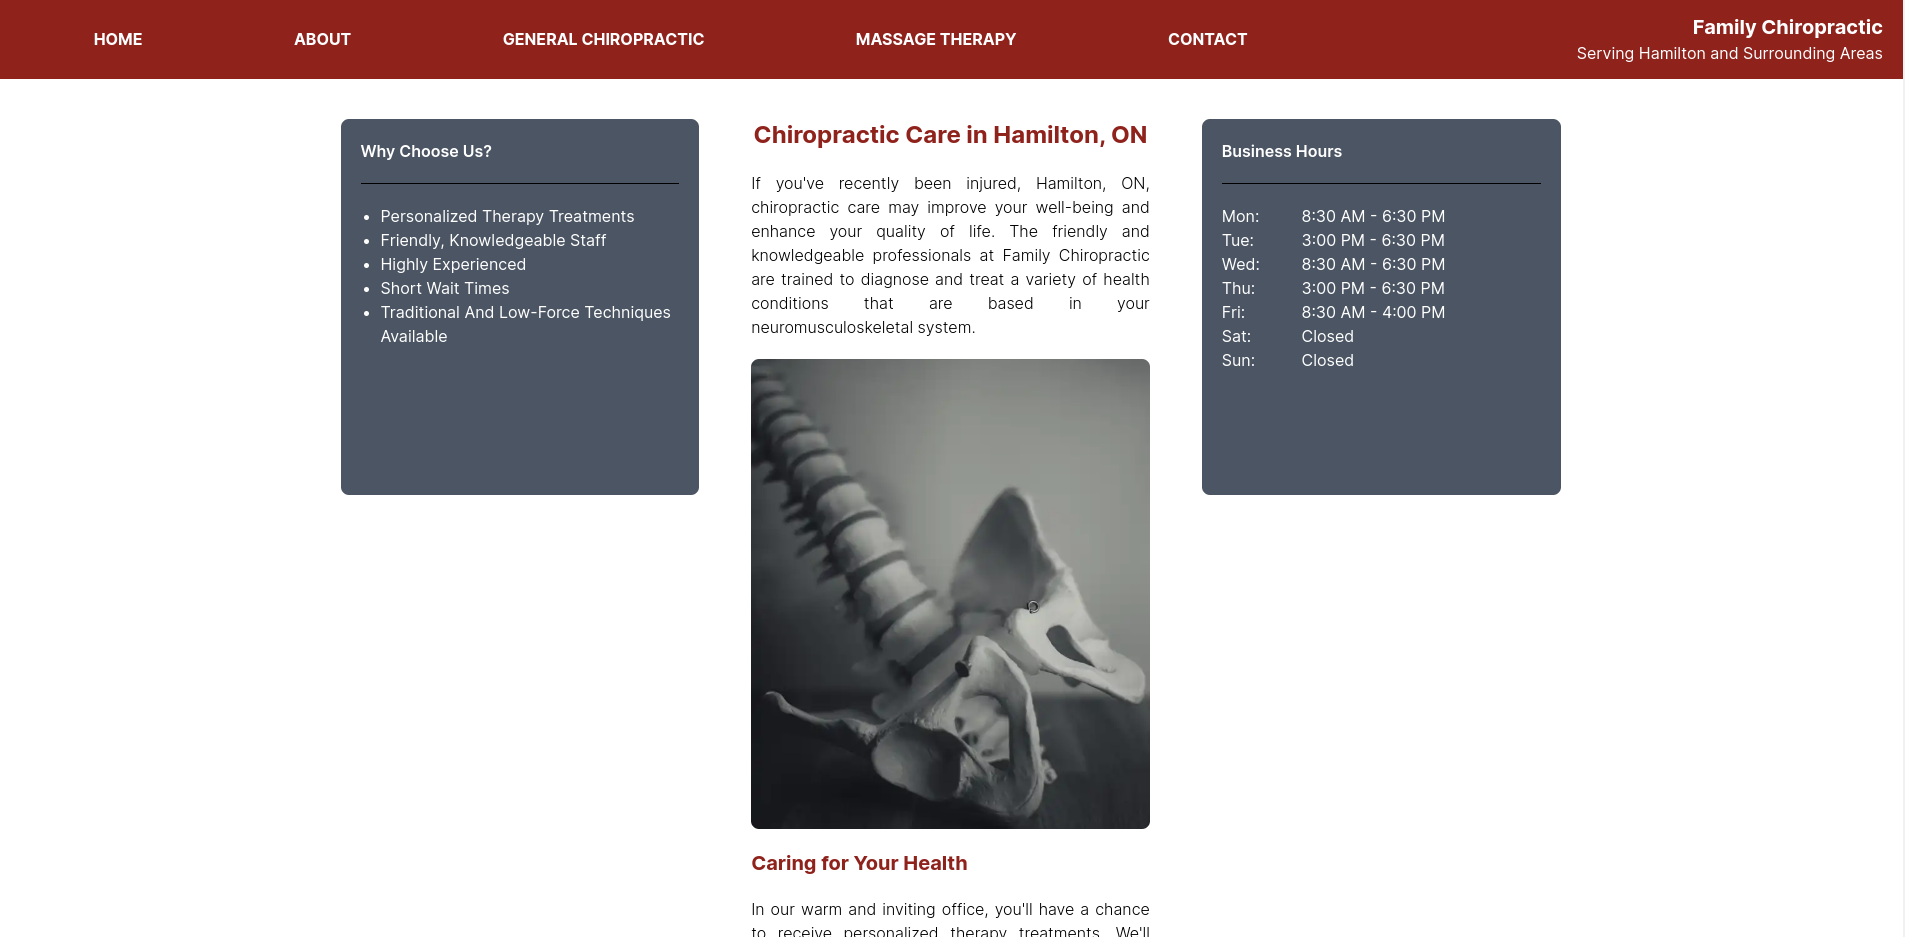 HOME
ABOUT
GENERAL CHIROPRACTIC
MASSAGE THERAPY
CONTACT
Family Chiropractic
Serving Hamilton and Surrounding Areas
Why Choose Us?
Personalized Therapy Treatments
Friendly, Knowledgeable Staff
Highly Experienced
Short Wait Times
Traditional And Low-Force Techniques
Available
Chiropractic Care in Hamilton, ON
If you've recently been injured, Hamilton, ON,
chiropractic care may improve your well-being and
enhance your quality of life. The friendly and
knowledgeable professionals at Family Chiropractic
are trained to diagnose and treat a variety of health
conditions that are based in your
neuromusculoskeletal system.
Caring for Your Health
In our warm and inviting office, you'll have a chance
to receive personalized therapy treatments. We'll
Business Hours
Mon: 8:30 AM - 6:30 PM
Tue: 3:00 PM - 6:30 PM
Wed: 8:30 AM - 6:30 PM
Thu: 3:00 PM - 6:30 PM
Fri: 8:30 AM - 4:00 PM
Sat: Closed
Sun: Closed